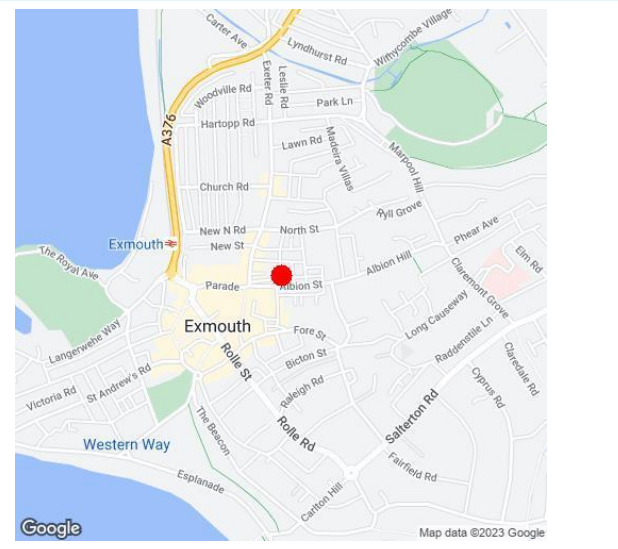 Carter Ave
Lyndhurst Rd
Withycombe Village
Exeter Rd
Leslie Rd
Woodville Rd
Park Ln
A376
Hartopp Rd
Lawn Rd
Madeira Villas
Marpool Hill
Church Rd
Pyll Grove
New N Rd
North St
Phear Ave
Exmouth
New St
Elm Rd
The Royal Ave
Albion Hill
Claremont Grove
Parade
Albion St
Long Causeway
Exmouth
Fore St
Raddenstile Ln
Langerwehe Way
Rolle St
Bicton St
Claredale Rd
St Andrew's Rd
Raleigh Rd
Cyprus Rd
Victoria Rd
Salterton Rd
The Beacon
Rolle Rd
Western Way
Fairfield Rd
Esplanade
Carlton Hill
Google
Map data ©2023 Google